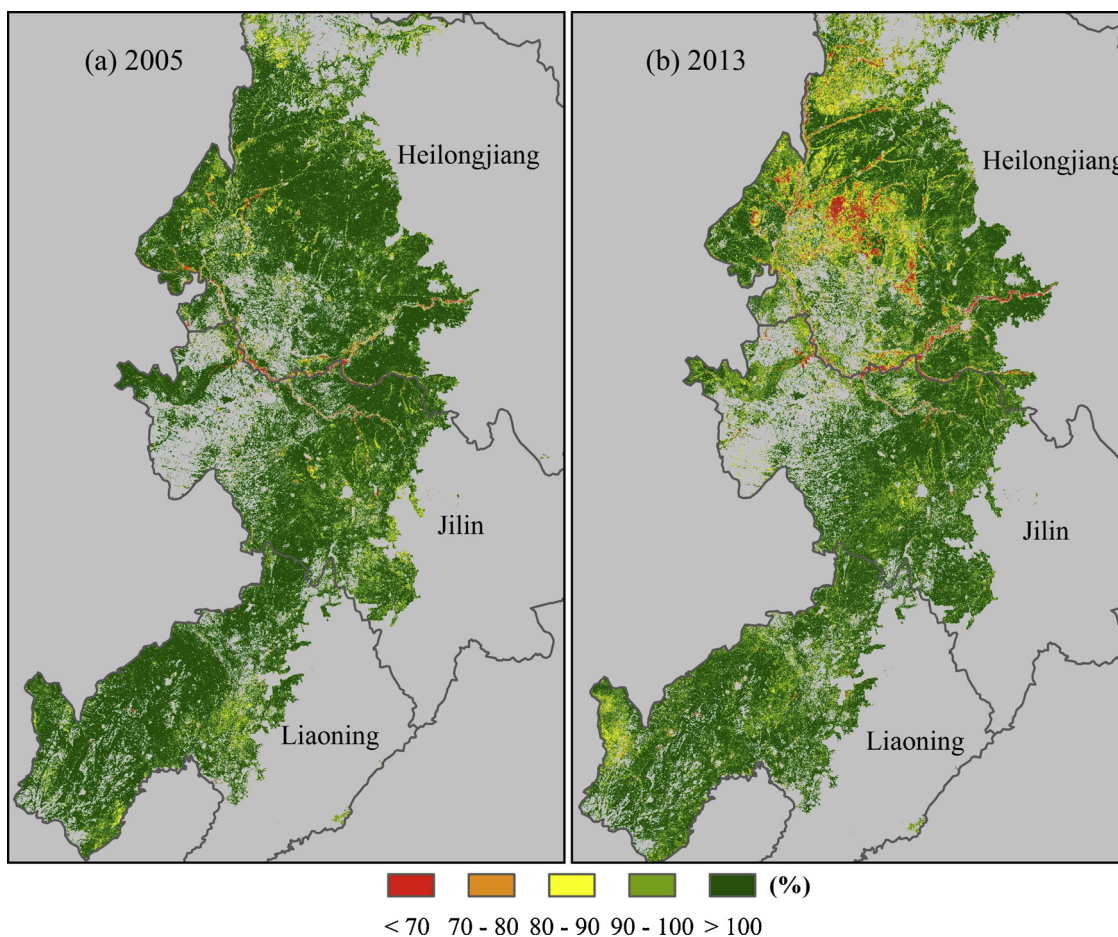 (a) 2005
(b) 2013
Heilongjiang
Heilongjiang
Jilin
Jilin
Liaoning
Liaoning
(%)
< 70 70 - 80 80 - 90 90 - 100 > 100